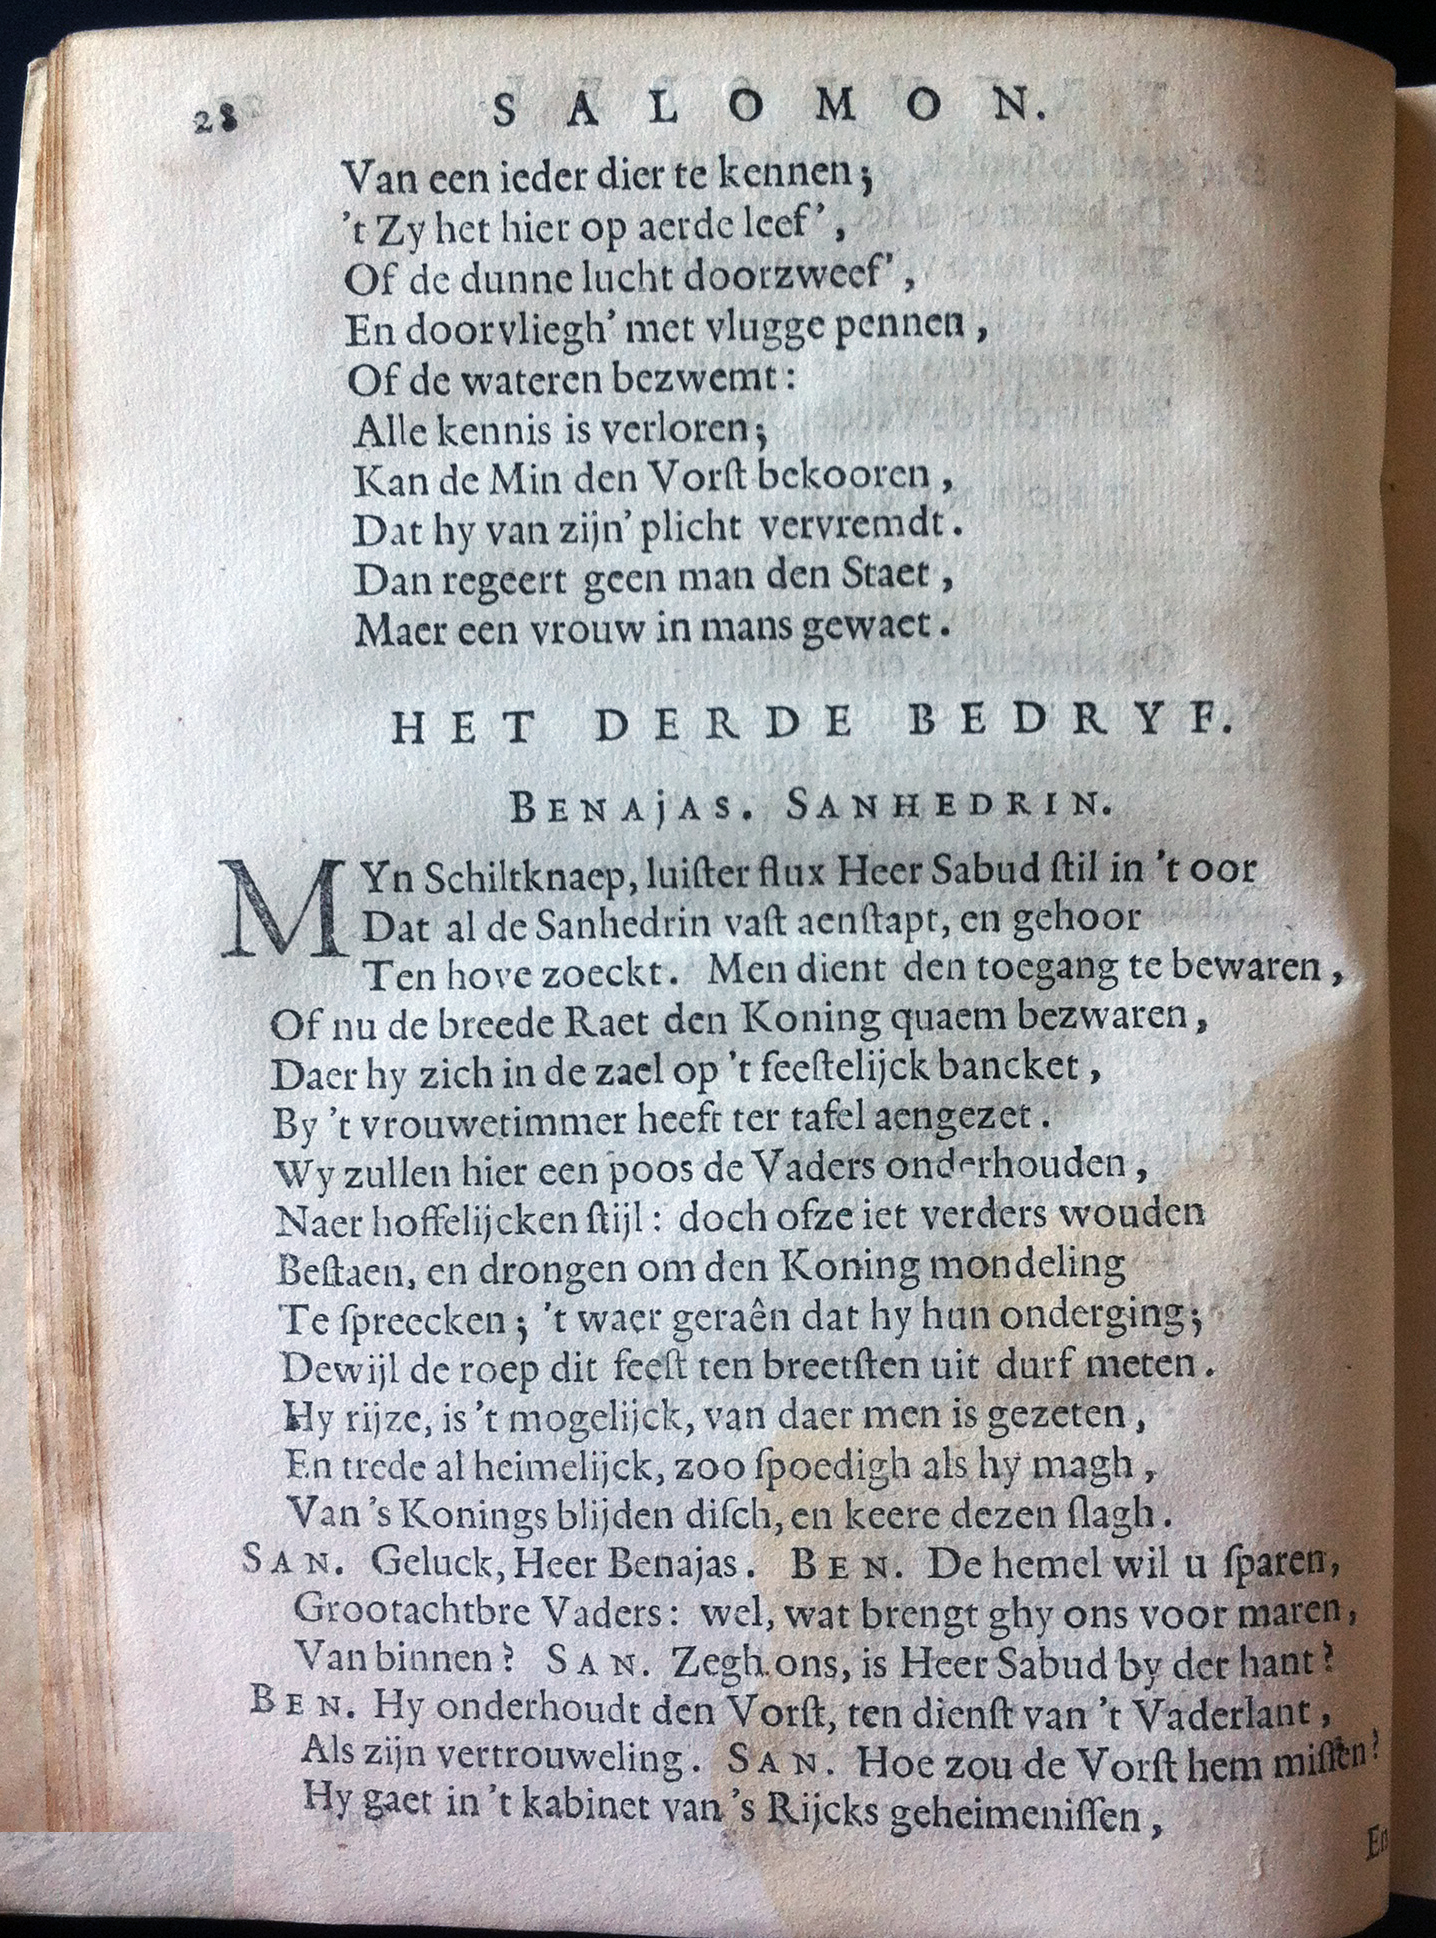 28 SALOMON.
Van een ieder dier te kennen;
't Zy het hier op aerde leef',
Of de dunne lucht doorzweef',
En doorvliegh' met vlugge pennen,
Of de wateren bezwemt:
Alle kennis is verloren;
Kan de Min den Vorſt bekooren,
Dat hy van zijn' plicht vervremdt.
Dan regeert geen man den Staet,
Maer een vrouw in mans gewaet.
HET DERDE BEDRYF.
BENAjAS. SANHEDRIN.
MYn Schiltknaep, luiſter flux Heer Sabud ſtil in 't oor
Dat al de Sanhedrin vaſt aenſtapt, en gehoor
Ten hove zoeckt. Men dient den toegang te bewaren,
Of nu de breede Raet den Koning quaem bezwaren,
Daer hy zich in de zael op 't feeſtelijck bancket,
By 't vrouwetimmer heeft ter tafel aengezet.
Wy zullen hier een poos de Vaders onderhouden,
Naer hoffelijcken ſtijl: doch ofze iet verders wouden
Beſtaen, en drongen om den Koning mondeling
Te ſpreecken; 't waer geraên dat hy hun onderging;
Dewijl de roep dit feeſt ten breetſten uit durf meten.
Hy rijze, is 't mogelijck, van daer men is gezeten,
En trede al heimelijck, zoo ſpoedigh als hy magh,
Van 's Konings blijden diſch, en keere dezen ſlagh.
SAN. Geluck, Heer Benajas. BEN. De hemel wil u ſparen,
Grootachtbre Vaders: wel, wat brengt ghy ons voor maren,
Van binnen? SAN. Zegh ons, is Heer Sabud by der hant?
BEN. Hy onderhoudt den Vorſt, ten dienſt van 't Vaderlant,
Als zijn vertrouweling. SAN. Hoe zou de Vorſt hem miſſen?
Hy gaet in 't kabinet van 's Rijcks geheimeniſſen,
En